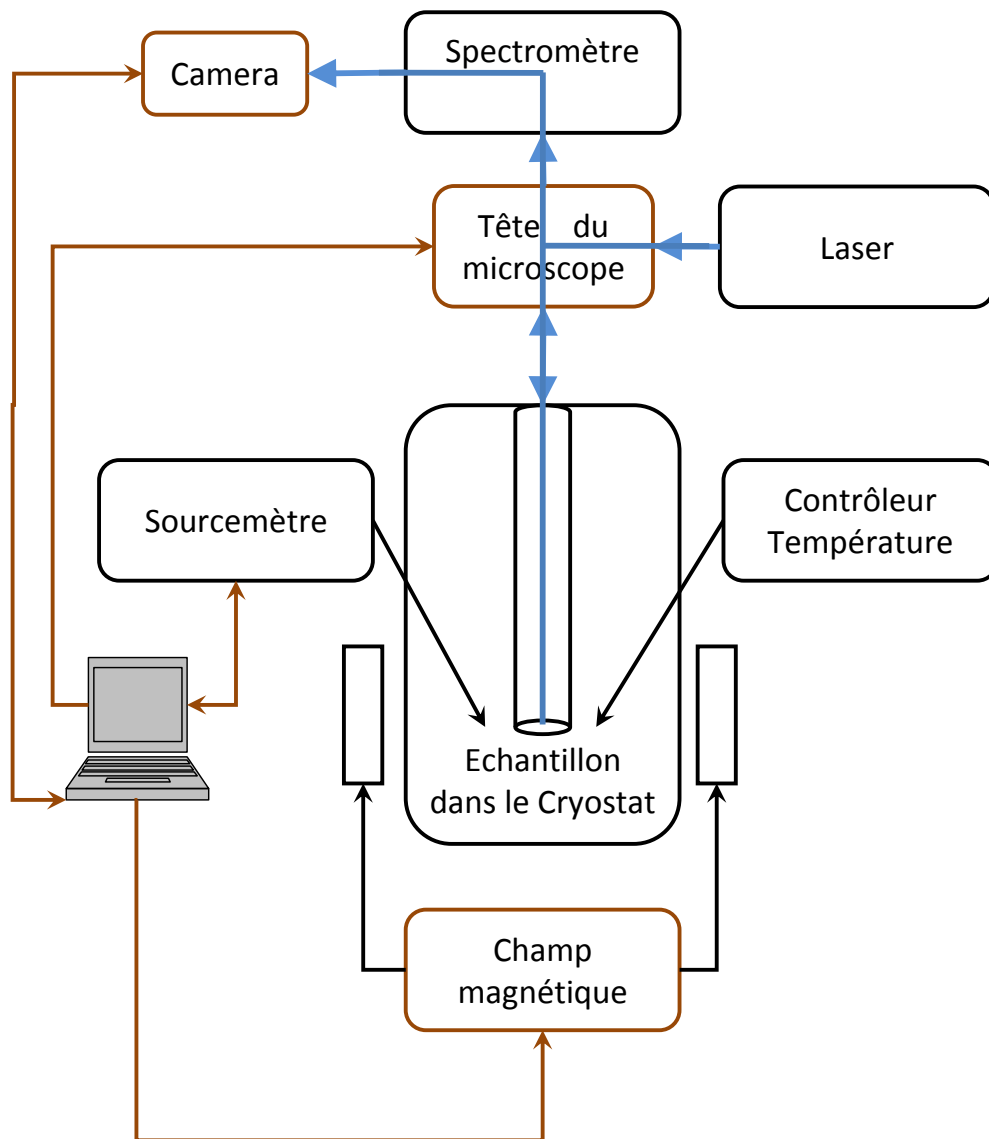 Spectromètre
Camera
Tête du
microscope
Laser
Sourcemètre
Contrôleur
Température
Echantillon
dans le Cryostat
Champ
magnétique